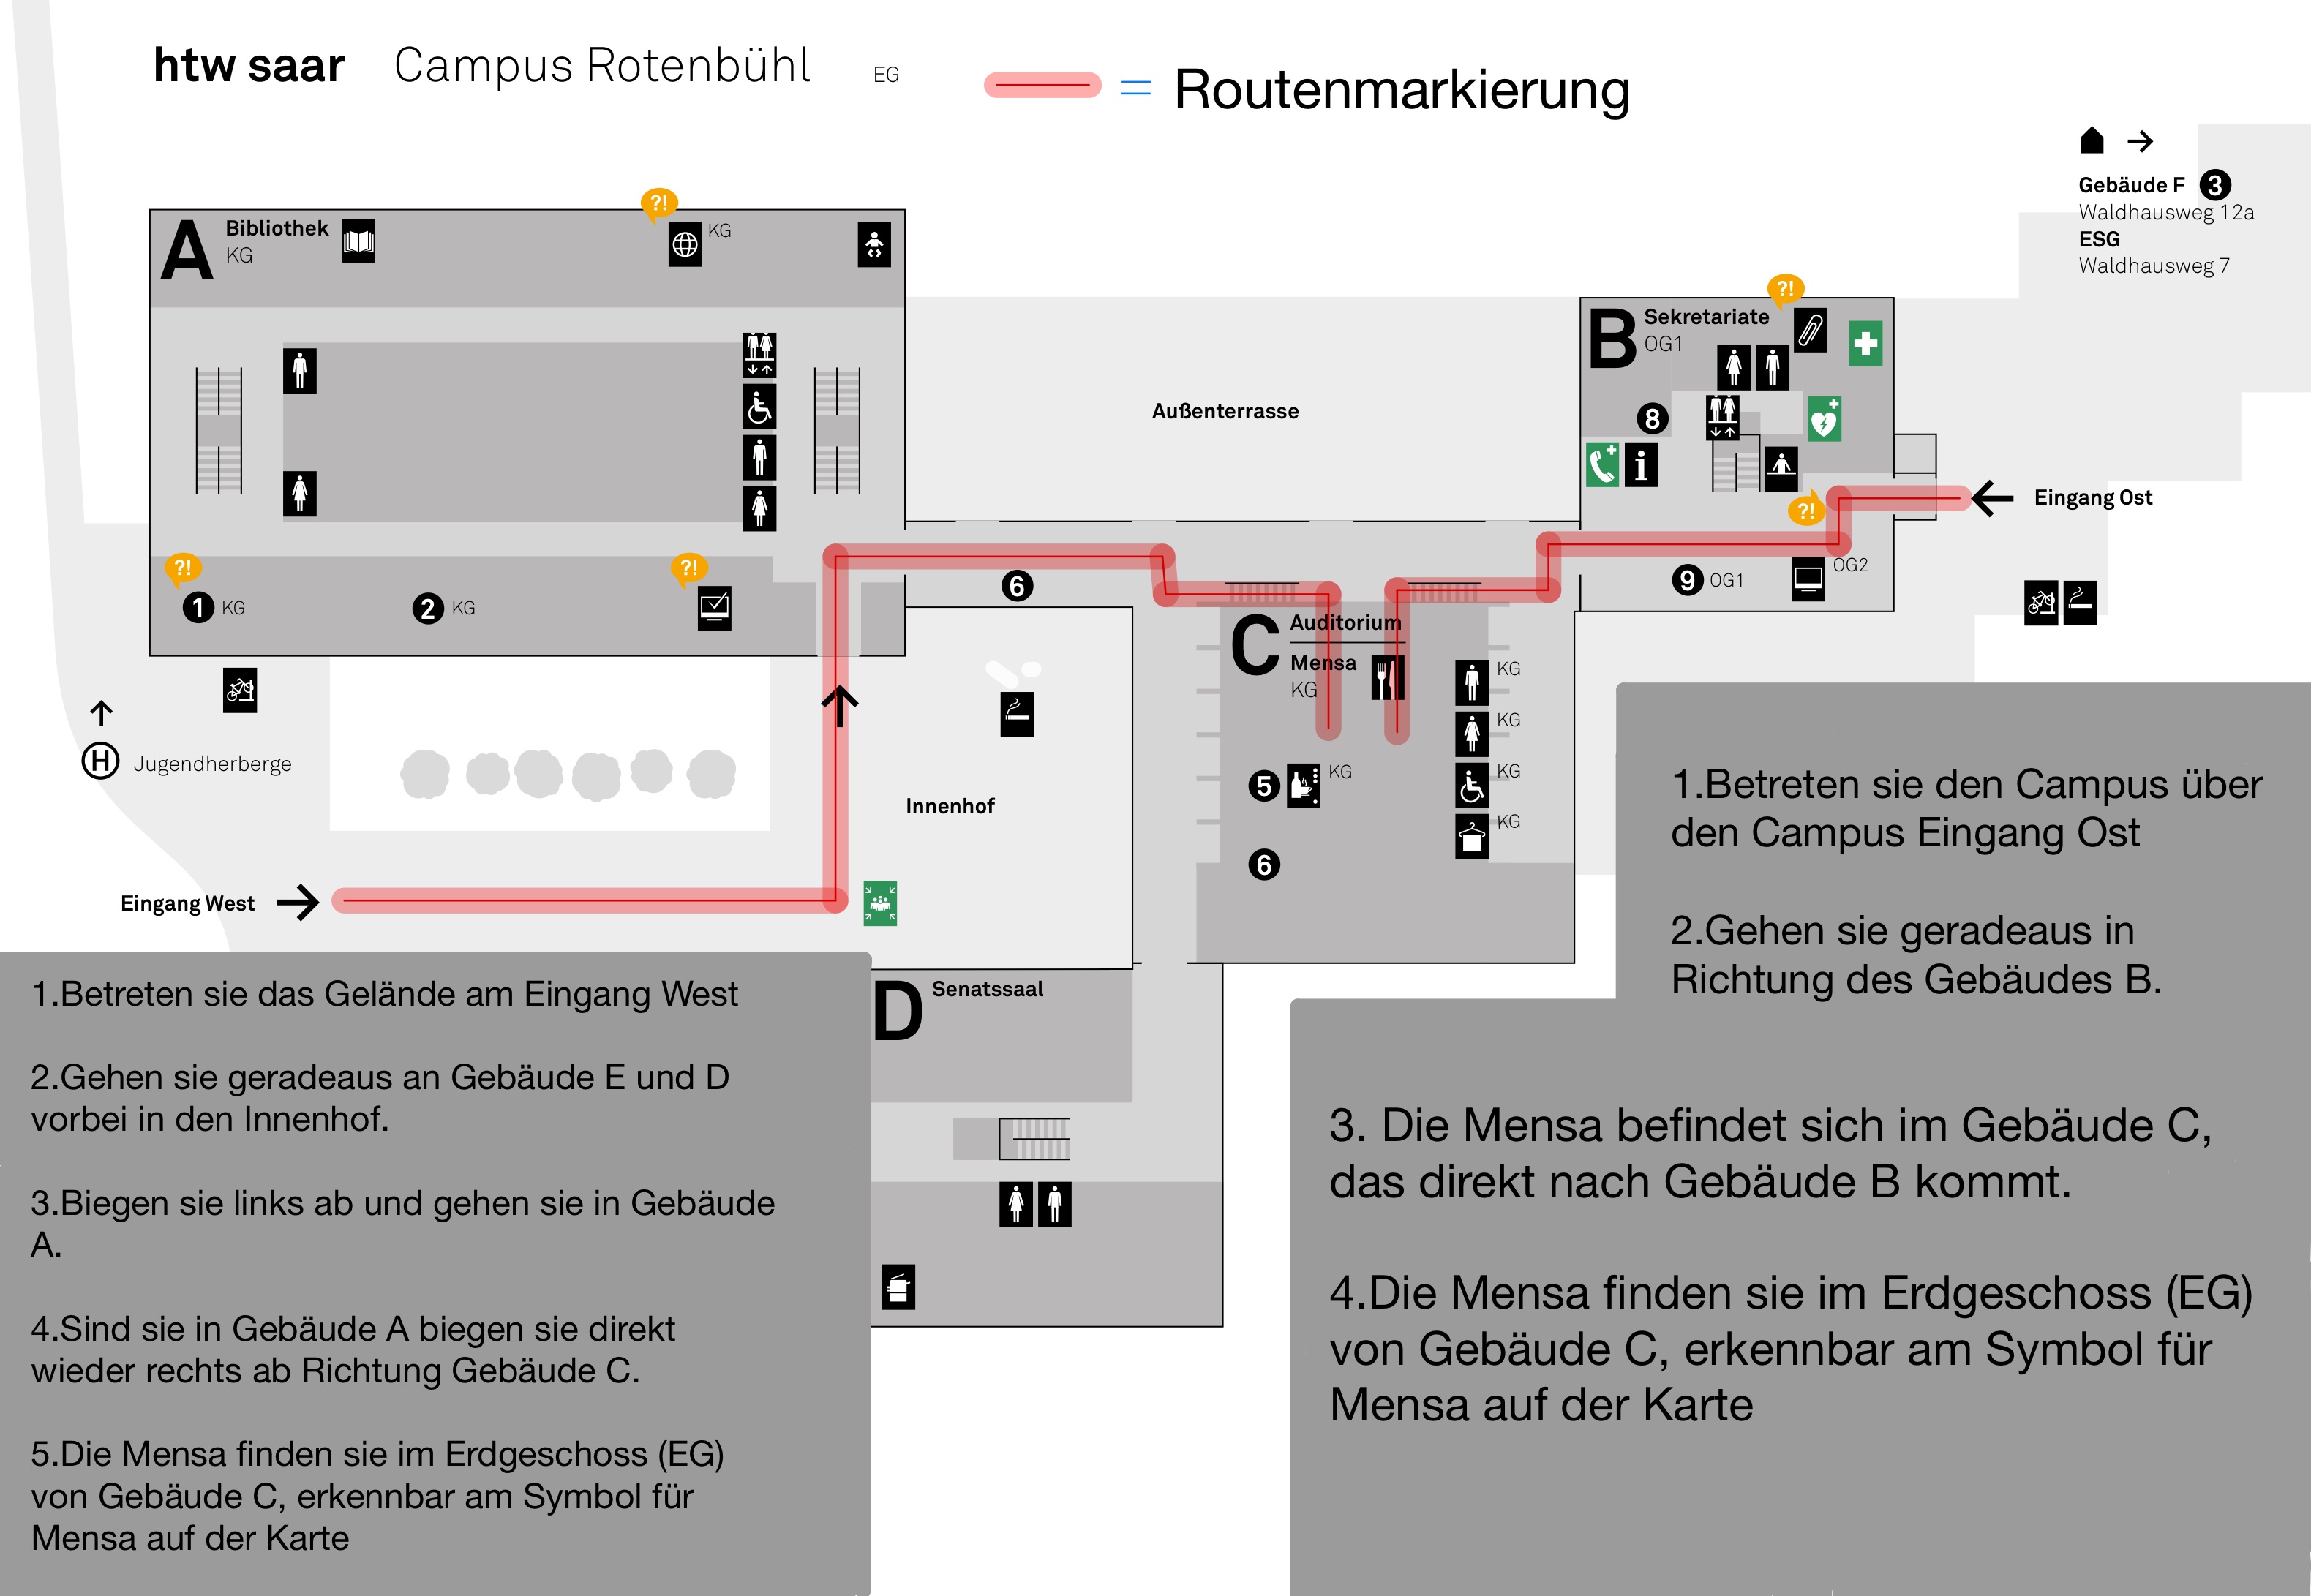 htw saar Campus Rotenbühl EG
= Routenmarkierung
Gebäude F 3
Waldhausweg 12a
ESG
Waldhausweg 7
?!
A Bibliothek
KG
KG
?!
B Sekretariate
OG1
8
i
Außenterrasse
Eingang Ost
?!
9 OG1
OG2
?!
1 KG
2 KG
?!
6
C Auditorium
Mensa
KG
KG
KG
KG
KG
5
KG
6
H Jugendherberge
Innenhof
Eingang West
D Senatssaal
1.Betreten sie das Gelände am Eingang West
2.Gehen sie geradeaus an Gebäude E und D
vorbei in den Innenhof.
3.Biegen sie links ab und gehen sie in Gebäude
A.
4.Sind sie in Gebäude A biegen sie direkt
wieder rechts ab Richtung Gebäude C.
5.Die Mensa finden sie im Erdgeschoss (EG)
von Gebäude C, erkennbar am Symbol für
Mensa auf der Karte
1.Betreten sie den Campus über
den Campus Eingang Ost
2.Gehen sie geradeaus in
Richtung des Gebäudes B.
3. Die Mensa befindet sich im Gebäude C,
das direkt nach Gebäude B kommt.
4.Die Mensa finden sie im Erdgeschoss (EG)
von Gebäude C, erkennbar am Symbol für
Mensa auf der Karte